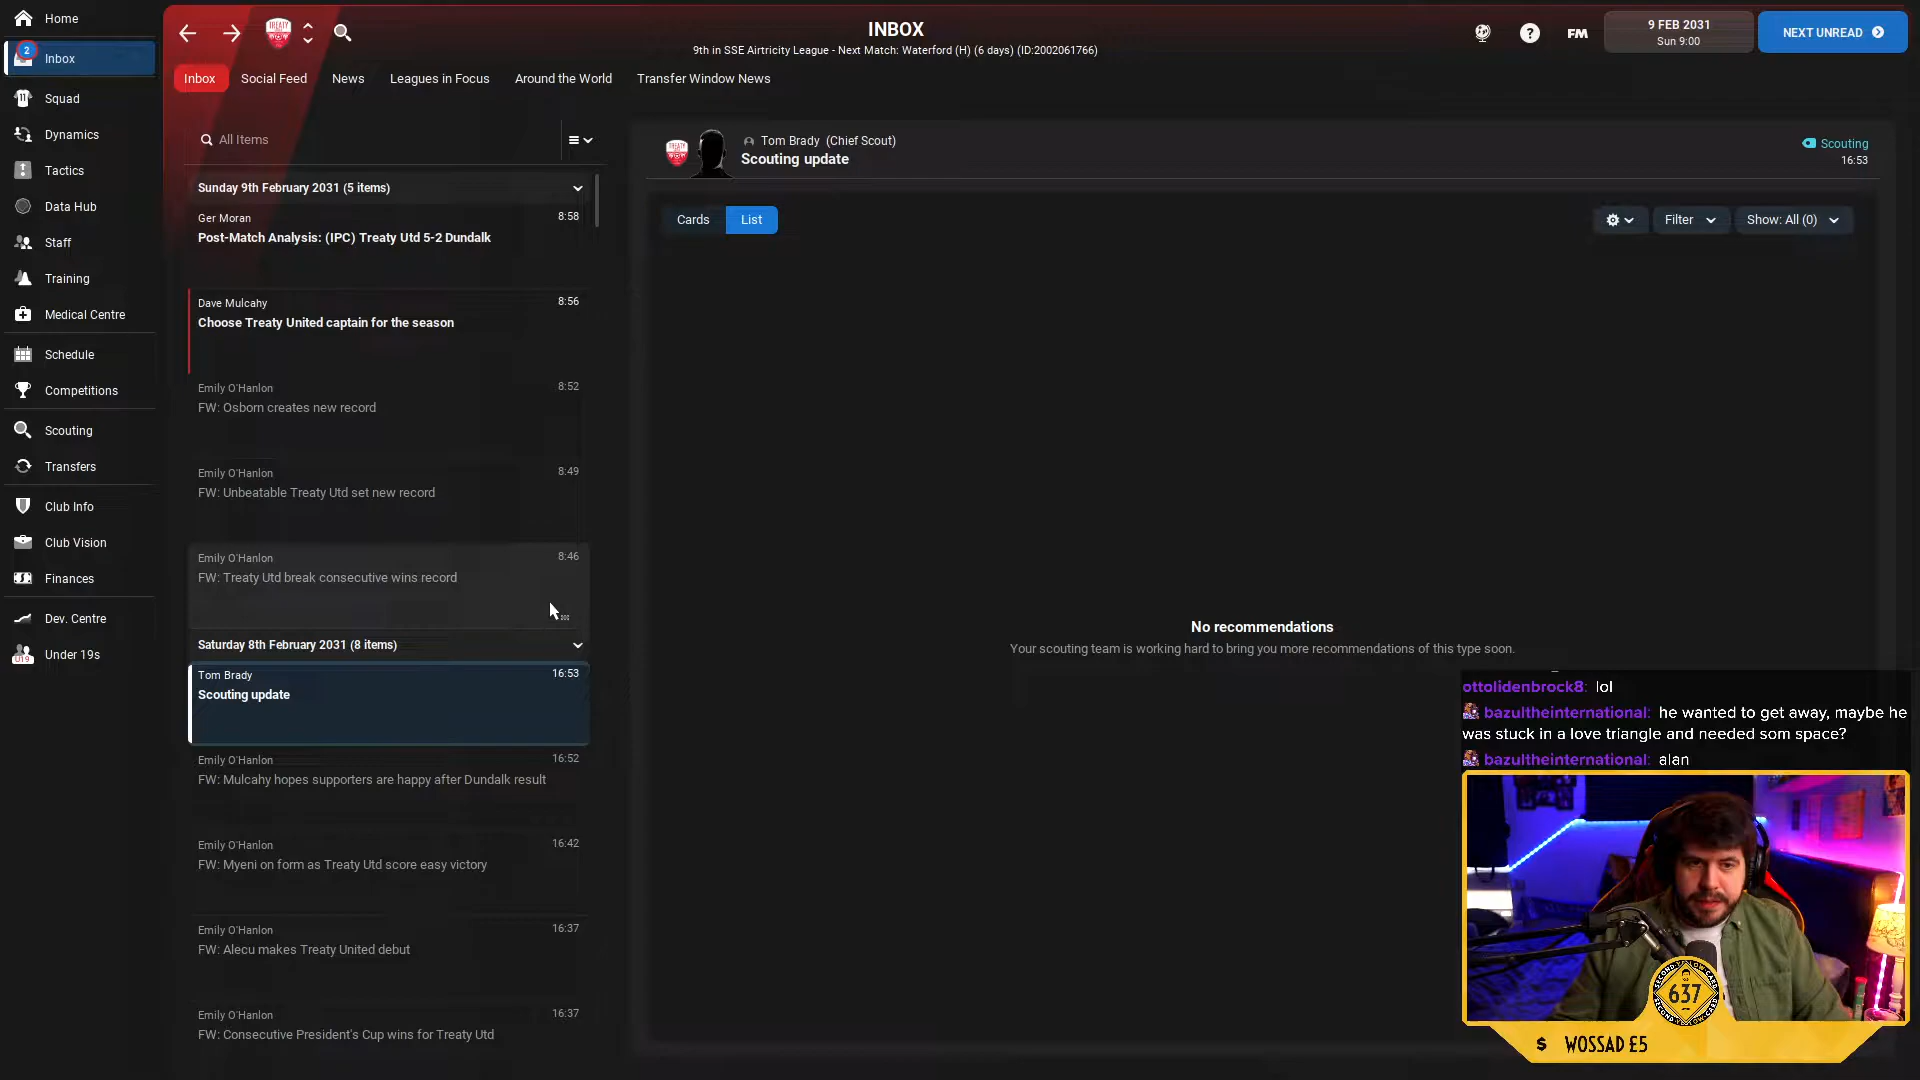 Home
2
Inbox
Squad
Dynamics
Tactics
Data Hub
Staff
Training
Medical Centre
Schedule
Competitions
Scouting
Transfers
Club Info
Club Vision
Finances
Dev. Centre
U19
Under 19s
INBOX
9th in SSE Airtricity League - Next Match: Waterford (H) (6 days) (ID:2002061766)
FM
9 FEB 2031
Sun 9:00
NEXT UNREAD
Inbox
Social Feed
News
Leagues in Focus
Around the World
Transfer Window News
All Items
Sunday 9th February 2031 (5 items)
Ger Moran
8:58
Post-Match Analysis: (IPC) Treaty Utd 5-2 Dundalk
Dave Mulcahy
8:56
Choose Treaty United captain for the season
Emily O'Hanlon
8:52
FW: Osborn creates new record
Emily O'Hanlon
8:49
FW: Unbeatable Treaty Utd set new record
Emily O'Hanlon
8:46
FW: Treaty Utd break consecutive wins record
Saturday 8th February 2031 (8 items)
Tom Brady
16:53
Scouting update
Emily O'Hanlon
16:52
FW: Mulcahy hopes supporters are happy after Dundalk result
Emily O'Hanlon
16:42
FW: Myeni on form as Treaty Utd score easy victory
Emily O'Hanlon
16:37
FW: Alecu makes Treaty United debut
Emily O'Hanlon
16:37
FW: Consecutive President's Cup wins for Treaty Utd
Tom Brady (Chief Scout)
Scouting update
Scouting
16:53
Cards
List
Filter
Show: All (0)
No recommendations
Your scouting team is working hard to bring you more recommendations of this type soon.
ottolidenbrock8: lol
bazultheinternational: he wanted to get away, maybe he
was stuck in a love triangle and needed som space?
bazultheinternational: alan
SECOND YELLOW CARD
637
$ WOSSAD £5